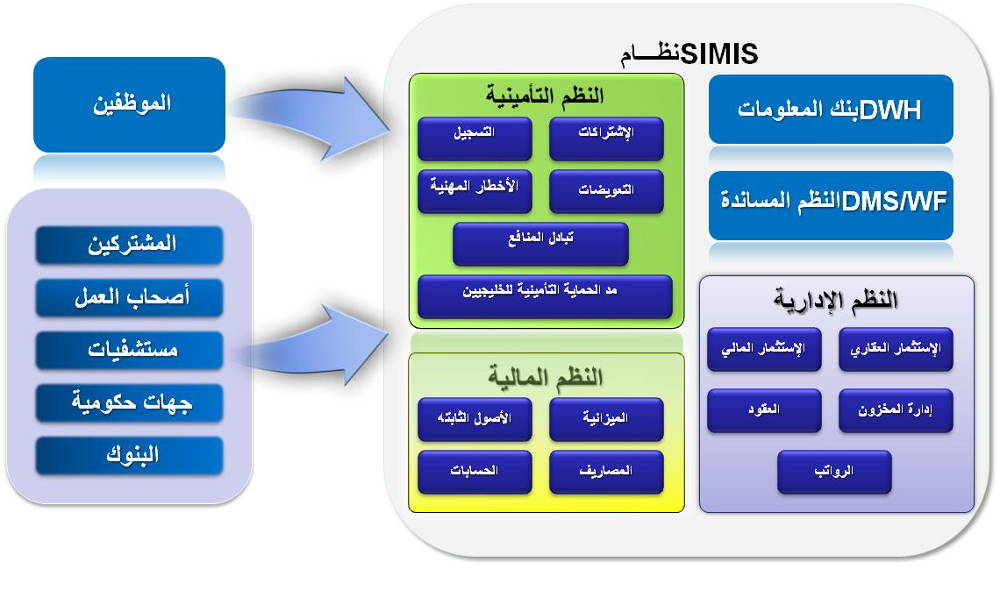 نظـــام SIMIS
الموظفين
المشتركين
أصحاب العمل
مستشفيات
جهات حكومية
البنوك
النظم التأمينية
الإشتراكات
التسجيل
التعويضات
الأخطار المهنية
تبادل المنافع
مد الحماية التأمينية للخليجيين
النظم المالية
الميزانية
الأصول الثابته
المصاريف
الحسابات
بنك المعلومات DWH
النظم المساندة DMS/WF
النظم الإدارية
الإستثمار العقاري
الإستثمار المالي
إدارة المخزون
العقود
الرواتب